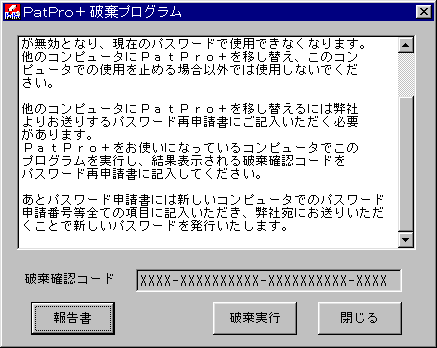 PatPro＋破棄プログラム
が無効となり、現在のパスワードで使用できなくなります。
他のコンピュータにＰａｔＰｒｏ＋を移し替え、このコン
ピュータでの使用を止める場合以外では使用しないでくだ
さい。
他のコンピュータにＰａｔＰｒｏ＋を移し替えるには弊社
よりお送りするパスワード再申請書にご記入いただく必要
があります。
ＰａｔＰｒｏ＋をお使いになっているコンピュータでこの
プログラムを実行し、結果表示される破棄確認コードを
パスワード再申請書に記入してください。
あとパスワード申請書には新しいコンピュータでのパスワード
申請番号等全ての項目に記入いただき、弊社宛にお送りいただ
くことで新しいパスワードを発行いたします。
破棄確認コード XXXX-XXXXXXXXXX-XXXXXXXXXX-XXXX
報告書 破棄実行 閉じる